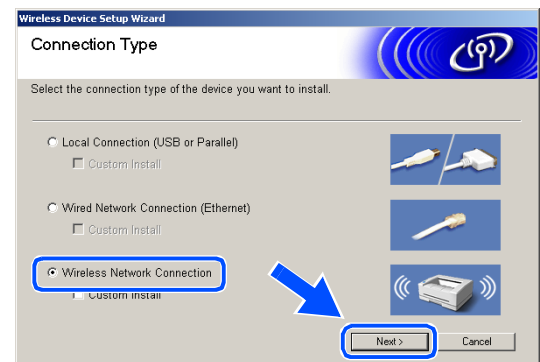 Wireless Device Setup Wizard
Connection Type
Select the connection type of the device you want to install.
Local Connection (USB or Parallel)
Custom Install
Wired Network Connection (Ethernet)
Custom Install
Wireless Network Connection
Custom Install
Next >
Cancel